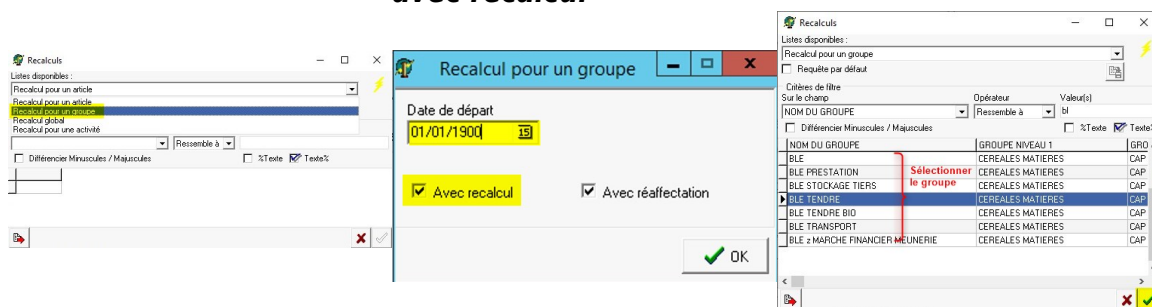 avec recalcul
Recalculs
Listes disponibles :
Recalcul pour un article
Recalcul pour un article
Recalcul pour un groupe
Recalcul global
Recalcul pour une activité
Ressemble à
Différencier Minuscules / Majuscules
%Texte
Texte%
Recalcul pour un groupe
Date de départ
01/01/1900
15
Avec recalcul
Avec réaffectation
OK
Recalculs
Listes disponibles :
Recalcul pour un groupe
Requête par défaut
Critères de filtre
Sur le champ Opérateur Valeur(s)
NOM DU GROUPE Ressemble à bl
Différencier Minuscules / Majuscules %Texte Texte%
NOM DU GROUPE GROUPE NIVEAU 1 GRO
BLE CEREALES MATIERES CAP
BLE PRESTATION CEREALES MATIERES CAP
BLE STOCKAGE TIERS CEREALES MATIERES CAP
BLE TENDRE CEREALES MATIERES CAP
BLE TENDRE BIO CEREALES MATIERES CAP
BLE TRANSPORT CEREALES MATIERES CAP
BLE z MARCHE FINANCIER MEUNERIE CEREALES MATIERES CAP
Sélectionner
le groupe